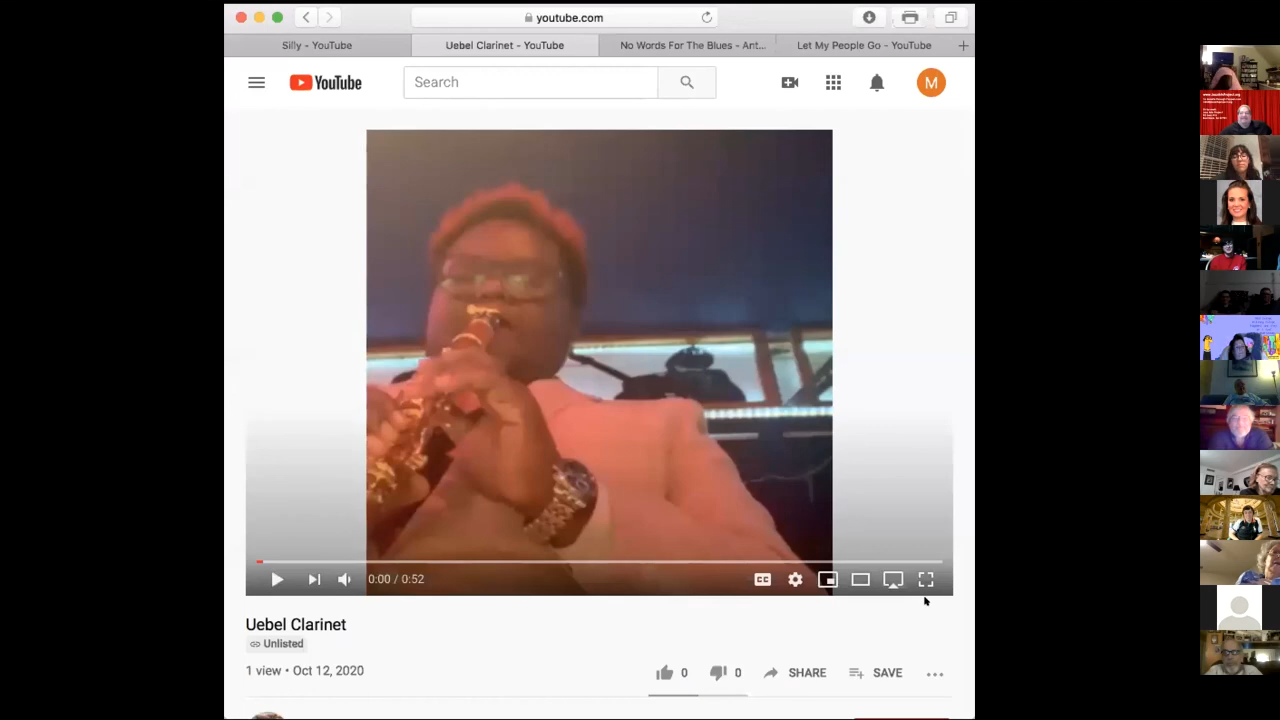 youtube.com
Silly - YouTube
Uebel Clarinet - YouTube
No Words For The Blues - Ant...
Let My People Go - YouTube
YouTube
Search
M
0:00 / 0:52
CC
Uebel Clarinet
Unlisted
1 view • Oct 12, 2020
0
0
SHARE
SAVE